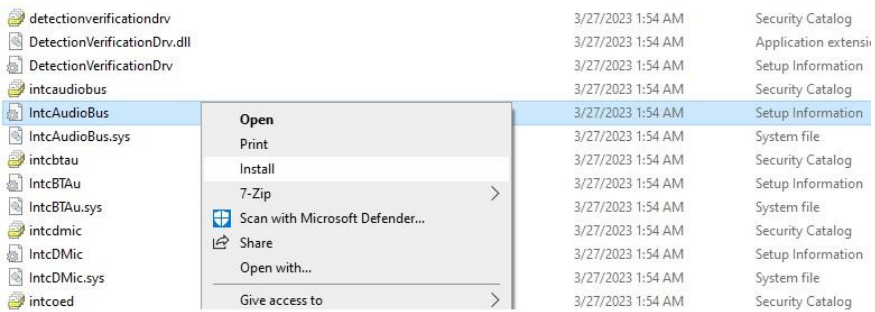 detectionverificationdrv 3/27/2023 1:54 AM Security Catalog
DetectionVerificationDrv.dll 3/27/2023 1:54 AM Application extensi
DetectionVerificationDrv 3/27/2023 1:54 AM Setup Information
intcaudiobus 3/27/2023 1:54 AM Security Catalog
IntcAudioBus 3/27/2023 1:54 AM Setup Information
IntcAudioBus.sys Open 3/27/2023 1:54 AM System file
intcbtau Print 3/27/2023 1:54 AM Security Catalog
IntcBTAu Install 3/27/2023 1:54 AM Setup Information
IntcBTAu.sys 7-Zip 3/27/2023 1:54 AM System file
intcdmic Scan with Microsoft Defender... 3/27/2023 1:54 AM Security Catalog
IntcDMic Share 3/27/2023 1:54 AM Setup Information
IntcDMic.sys Open with... 3/27/2023 1:54 AM System file
intcoed Give access to 3/27/2023 1:54 AM Security Catalog